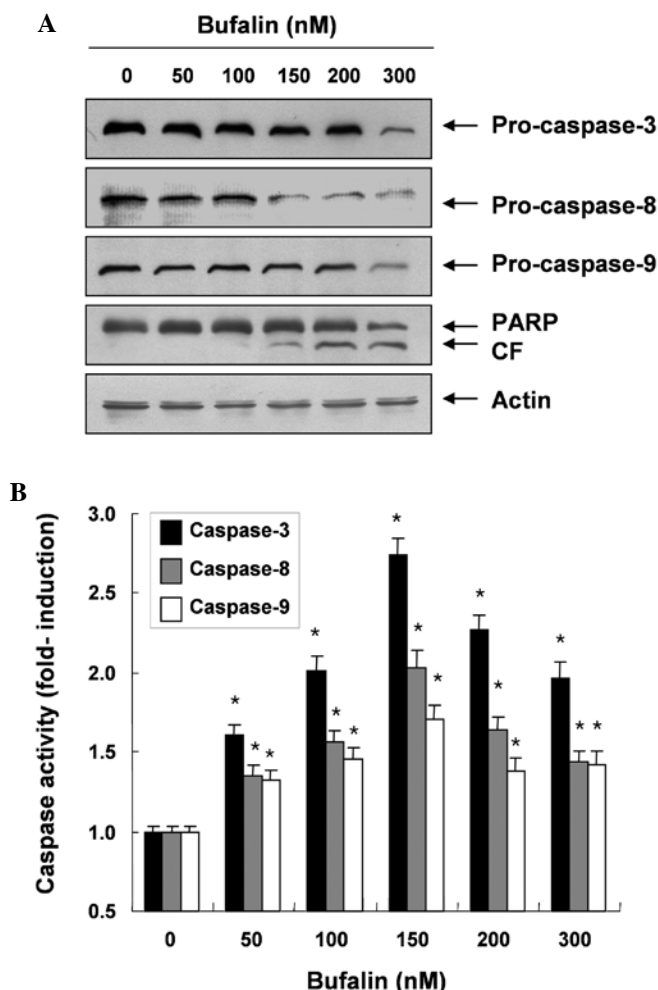 A
Bufalin (nM)
0 50 100 150 200 300
Pro-caspase-3
Pro-caspase-8
Pro-caspase-9
PARP
CF
Actin
B
Caspase activity (fold- induction)
3.0
2.5
2.0
1.5
1.0
0.5
Caspase-3
Caspase-8
Caspase-9
* * * * * * * * * * * * * * *
0 50 100 150 200 300
Bufalin (nM)